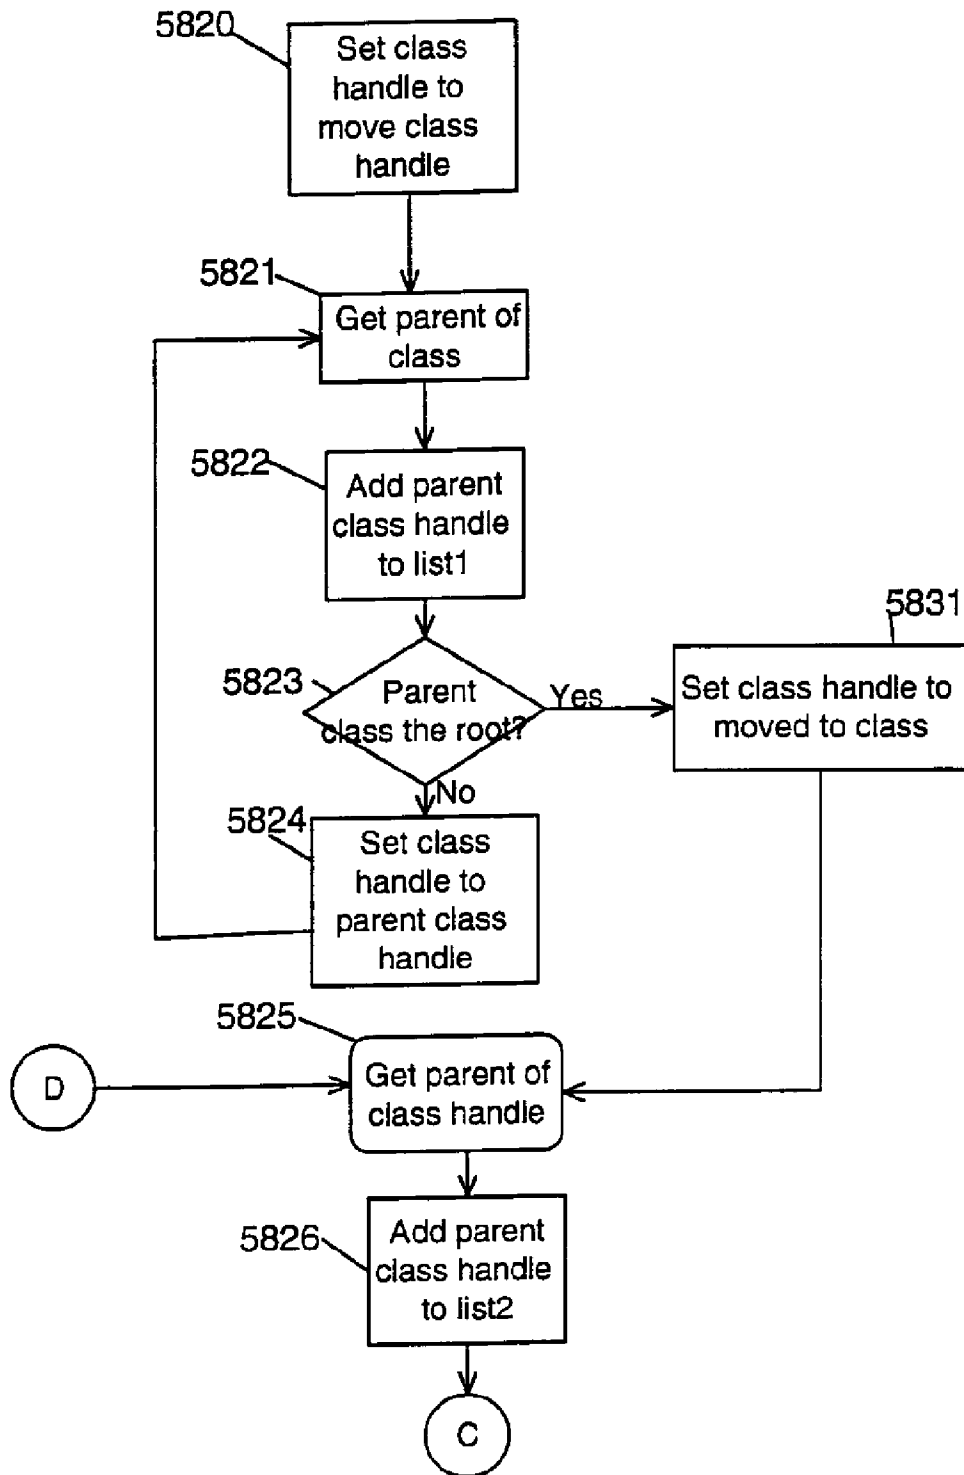 5820
Set class
handle to
move class
handle
5821
Get parent of
class
5822
Add parent
class handle
to list1
5823
Parent
class the root?
Yes
5831
Set class handle to
moved to class
No
5824
Set class
handle to
parent class
handle
5825
D
Get parent of
class handle
5826
Add parent
class handle
to list2
C